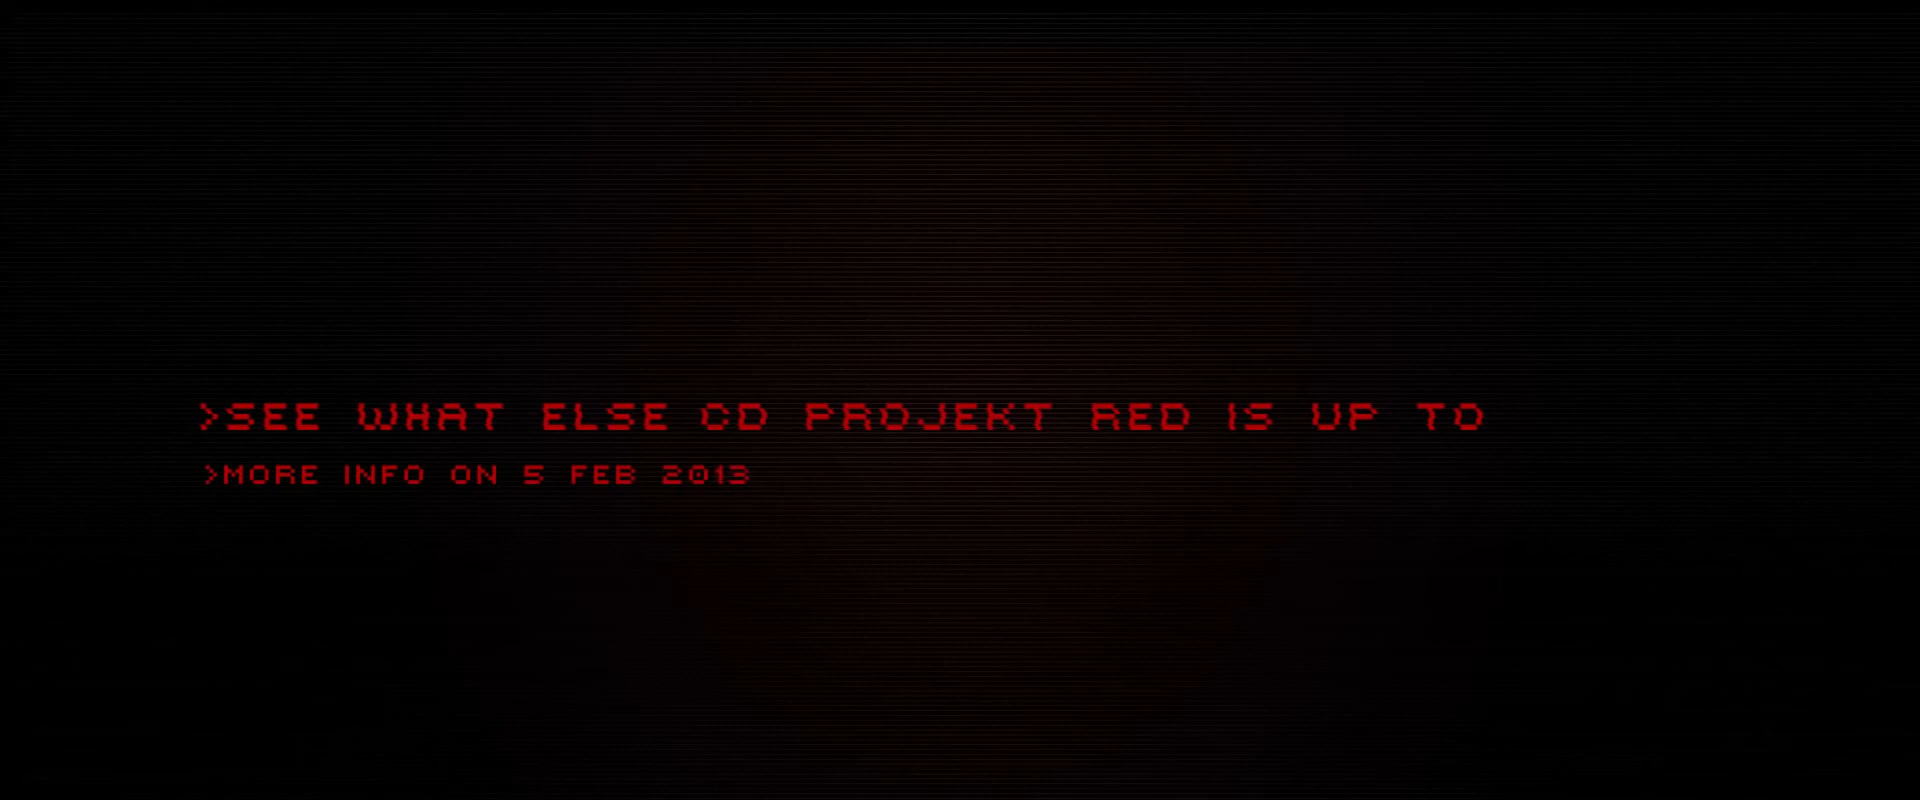 >SEE WHAT ELSE CD PROJEKT RED IS UP TO
>MORE INFO ON 5 FEB 2013